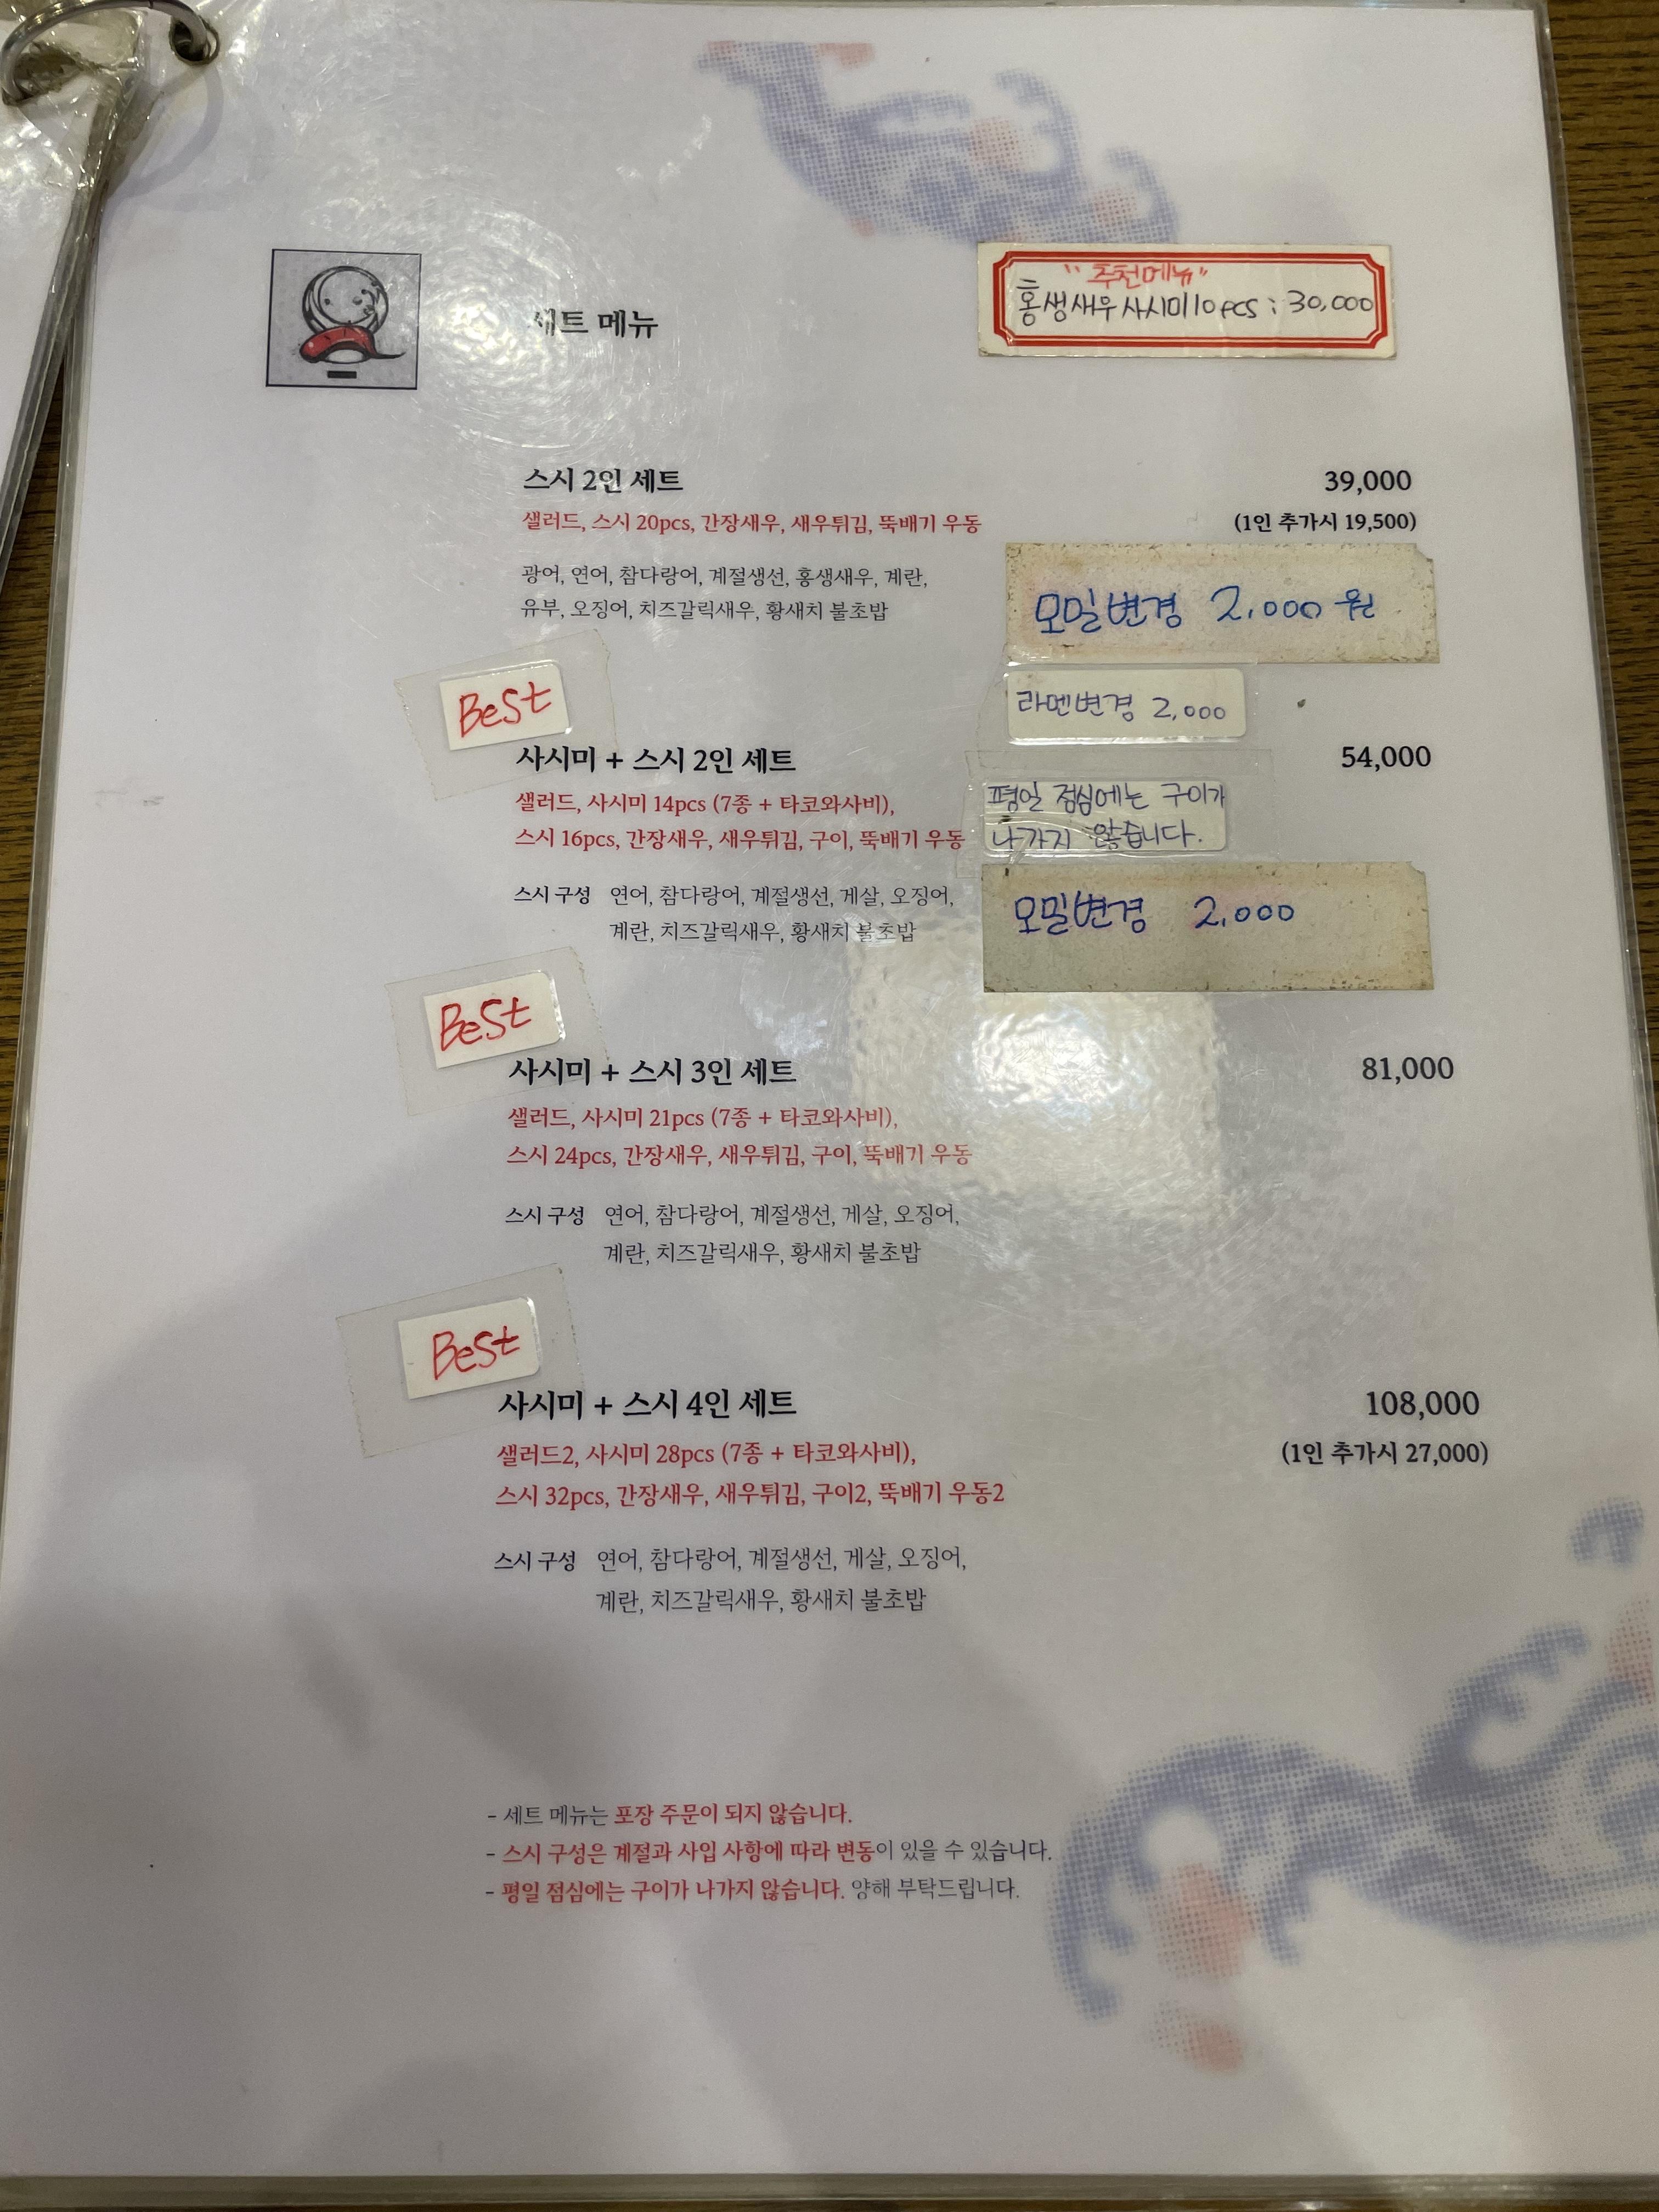 "추천메뉴"
홍생새우 사시미 10pcs : 30,000
세트 메뉴
스시 2인 세트 39,000
샐러드, 스시 20pcs, 간장새우, 새우튀김, 뚝배기 우동 (1인 추가시 19,500)
광어, 연어, 참다랑어, 계절생선, 홍생새우, 계란,
유부, 오징어, 치즈갈릭새우, 황새치 불초밥
모밀변경 2,000 원
Best
라멘변경 2,000
사시미 + 스시 2인 세트 54,000
샐러드, 사시미 14pcs (7종 + 타코와사비),
스시 16pcs, 간장새우, 새우튀김, 구이, 뚝배기 우동
평일 점심에는 구이가
나가지 않습니다.
스시 구성 연어, 참다랑어, 계절생선, 게살, 오징어,
계란, 치즈갈릭새우, 황새치 불초밥
모밀변경 2,000
Best
사시미 + 스시 3인 세트 81,000
샐러드, 사시미 21pcs (7종 + 타코와사비),
스시 24pcs, 간장새우, 새우튀김, 구이, 뚝배기 우동
스시 구성 연어, 참다랑어, 계절생선, 게살, 오징어,
계란, 치즈갈릭새우, 황새치 불초밥
Best
사시미 + 스시 4인 세트 108,000
샐러드2, 사시미 28pcs (7종 + 타코와사비), (1인 추가시 27,000)
스시 32pcs, 간장새우, 새우튀김, 구이2, 뚝배기 우동2
스시 구성 연어, 참다랑어, 계절생선, 게살, 오징어,
계란, 치즈갈릭새우, 황새치 불초밥
- 세트 메뉴는 포장 주문이 되지 않습니다.
- 스시 구성은 계절과 사입 사항에 따라 변동이 있을 수 있습니다.
- 평일 점심에는 구이가 나가지 않습니다. 양해 부탁드립니다.